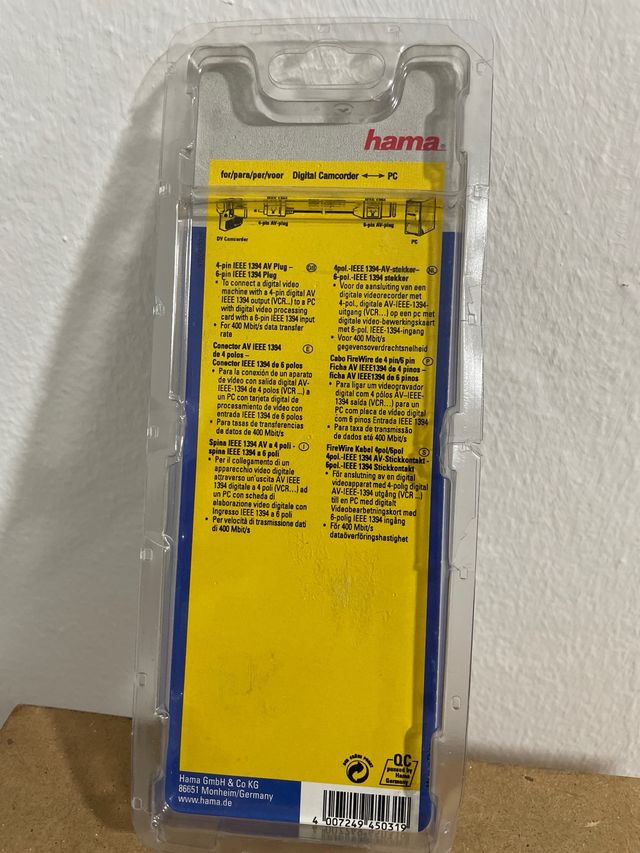 hama®
for/para/per/voor Digital Camcorder ↔ PC
4-pin AV-plug
6-pin AV-plug
DV Camcorder
PC
4-pin IEEE 1394 AV Plug – GB
6-pin IEEE 1394 Plug
• To connect a digital video
machine with a 4-pin digital AV
IEEE 1394 output (VCR...) to a PC
with digital video processing
card with a 6-pin IEEE 1394 input
• For 400 Mbit/s data transfer
rate
Conector AV IEEE 1394 E
de 4 polos –
Conector IEEE 1394 de 6 polos
• Para la conexión de un aparato
de vídeo con salida digital AV-
IEEE-1394 de 4 polos (VCR ...) a
un PC con tarjeta digital de
procesamiento de vídeo con
entrada IEEE 1394 de 6 polos
• Para tasas de transferencias
de datos de 400 Mbit/s
Spina IEEE 1394 AV a 4 poli - I
spina IEEE 1394 a 6 poli
• Per il collegamento di un
apparecchio video digitale
attraverso un'uscita AV IEEE
1394 digitale a 4 poli (VCR...) ad
un PC con scheda di
elaborazione video digitale con
ingresso IEEE 1394 a 6 poli
• Per velocità di trasmissione dati
di 400 Mbit/s
4pol.-IEEE 1394-AV-stekker- NL
6-pol.-IEEE 1394 stekker
• Voor de aansluiting van een
digitale videorecorder met
4-pol., digitale AV-IEEE-1394-
uitgang (VCR...) op een pc met
digitale video-bewerkingskaart
met 6-pol. IEEE-1394-ingang
• Voor 400 Mbit/s
gegevensoverdrachtsnelheid
Cabo FireWire de 4 pin/6 pin P
Ficha AV IEEE1394 de 4 pinos –
ficha AV IEEE1394 de 6 pinos
• Para ligar um videogravador
digital com 4 pólos AV–IEEE-
1394 saída (VCR...) para un
PC com placa de vídeo digital
com 6 pinos Entrada IEEE 1394
• Para taxa de transmissão
de dados até 400 Mbit/s
FireWire Kabel 4pol/6pol S
4pol.-IEEE 1394 AV-Stickkontakt -
6pol.-IEEE 1394 Stickkontakt
• För anslutning av en digital
videoapparat med 4-polig digital
AV-IEEE-1394 utgång (VCR ...)
till en PC med digitalt
Videobearbetningskort med
6-polig IEEE 1394 ingång
• För 400 Mbit/s
dataöverföringshastighet
QC
passed by
Hama
Germany
Hama GmbH & Co KG
86651 Monheim/Germany
www.hama.de
4 007249 450319